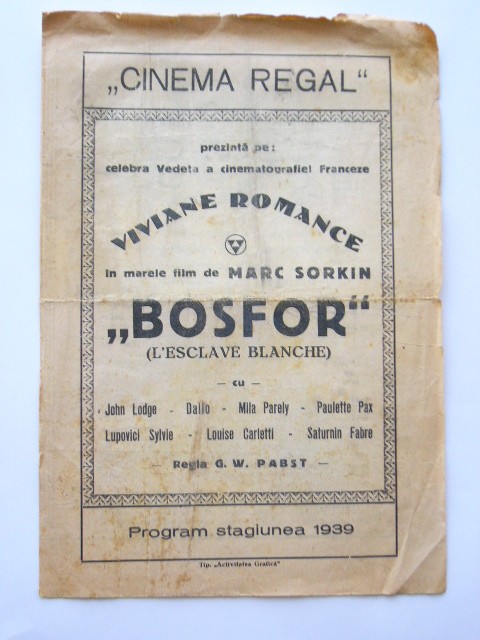 „CINEMA REGAL“
prezintă pe:
celebra Vedeta a cinematografiei Franceze
VIVIANE ROMANCE
in marele film de MARC SORKIN
„BOSFOR“
(L'ESCLAVE BLANCHE)
— cu —
John Lodge - Dalio - Mila Parely - Paulette Pax
Lupovici Sylvie - Louise Carletti - Saturnin Fabre
— Regia G. W. PABST —
Program stagiunea 1939
Tip. „Activitatea Grafică“